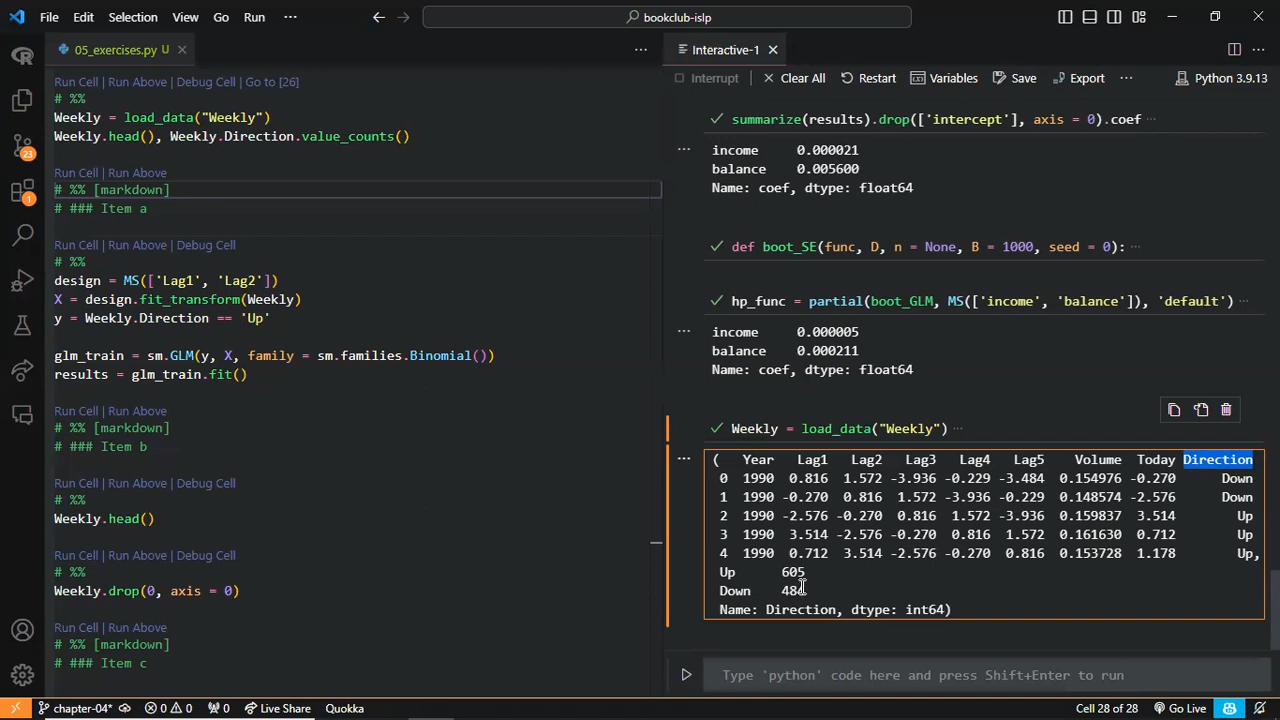 File Edit Selection View Go Run ··· bookclub-islp
05_exercises.py U
Run Cell | Run Above | Debug Cell | Go to [26]
# %%
Weekly = load_data("Weekly")
Weekly.head(), Weekly.Direction.value_counts()
Run Cell | Run Above
# %% [markdown]
# ### Item a
Run Cell | Run Above | Debug Cell
# %%
design = MS(['Lag1', 'Lag2'])
X = design.fit_transform(Weekly)
y = Weekly.Direction == 'Up'
glm_train = sm.GLM(y, X, family = sm.families.Binomial())
results = glm_train.fit()
Run Cell | Run Above
# %% [markdown]
# ### Item b
Run Cell | Run Above | Debug Cell
# %%
Weekly.head()
Run Cell | Run Above | Debug Cell
# %%
Weekly.drop(0, axis = 0)
Run Cell | Run Above
# %% [markdown]
# ### Item c
23
1
Interactive-1
Interrupt Clear All Restart Variables Save Export ··· Python 3.9.13
summarize(results).drop(['intercept'], axis = 0).coef ···
income 0.000021
balance 0.005600
Name: coef, dtype: float64
def boot_SE(func, D, n = None, B = 1000, seed = 0): ···
hp_func = partial(boot_GLM, MS(['income', 'balance']), 'default') ···
income 0.000005
balance 0.000211
Name: coef, dtype: float64
Weekly = load_data("Weekly") ···
( Year Lag1 Lag2 Lag3 Lag4 Lag5 Volume Today Direction
0 1990 0.816 1.572 -3.936 -0.229 -3.484 0.154976 -0.270 Down
1 1990 -0.270 0.816 1.572 -3.936 -0.229 0.148574 -2.576 Down
2 1990 -2.576 -0.270 0.816 1.572 -3.936 0.159837 3.514 Up
3 1990 3.514 -2.576 -0.270 0.816 1.572 0.161630 0.712 Up
4 1990 0.712 3.514 -2.576 -0.270 0.816 0.153728 1.178 Up,
Up 605
Down
Name: Direction, dtype: int64)
Type 'python' code here and press Shift+Enter to run
chapter-04* 0 0 0 Live Share Quokka Cell 28 of 28 Go Live